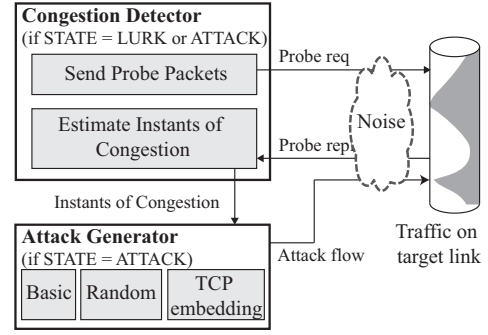 Congestion Detector
(if STATE = LURK or ATTACK)
Send Probe Packets
Probe req
Estimate Instants of
Congestion
Noise
Probe repl
Instants of Congestion
Attack Generator
(if STATE = ATTACK)
Attack flow
Traffic on
target link
Basic
Random
TCP
embedding